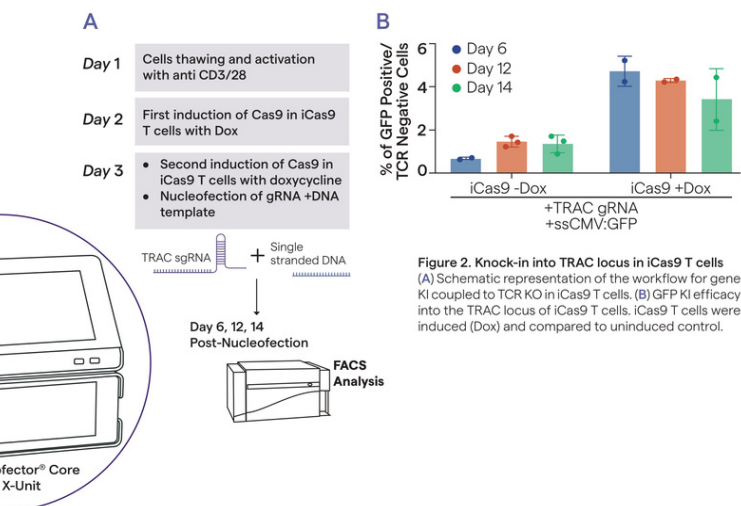 A
Day 1
Cells thawing and activation
with anti CD3/28
Day 2
First induction of Cas9 in iCas9
T cells with Dox
Day 3
• Second induction of Cas9 in
iCas9 T cells with doxycycline
• Nucleofection of gRNA +DNA
template
TRAC sgRNA
+
Single
stranded DNA
Day 6, 12, 14
Post-Nucleofection
FACS
Analysis
B
% of GFP Positive/
TCR Negative Cells
6
4
2
0
Day 6
Day 12
Day 14
iCas9 -Dox
iCas9 +Dox
+TRAC gRNA
+ssCMV:GFP
Figure 2. Knock-in into TRAC locus in iCas9 T cells
(A) Schematic representation of the workflow for gene
KI coupled to TCR KO in iCas9 T cells. (B) GFP KI efficacy
into the TRAC locus of iCas9 T cells. iCas9 T cells were
induced (Dox) and compared to uninduced control.
ofector® Core
X-Unit